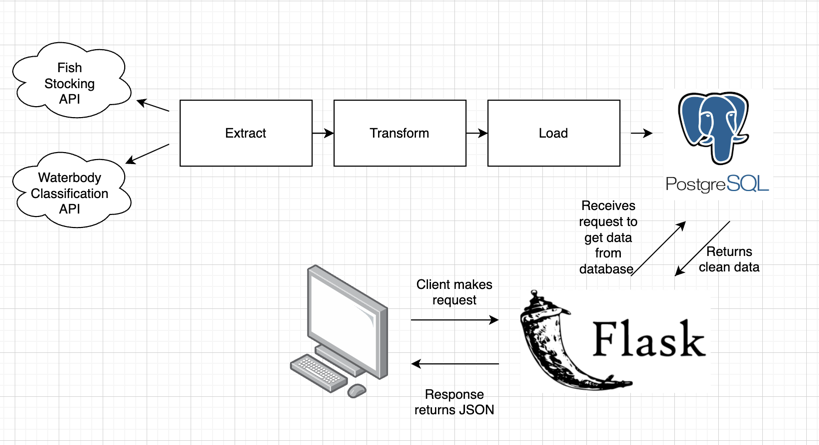 Fish
Stocking
API
Extract
Transform
Load
PostgreSQL
Waterbody
Classification
API
Receives
request to
get data
from
database
Returns
clean data
Client makes
request
Flask
Response
returns JSON